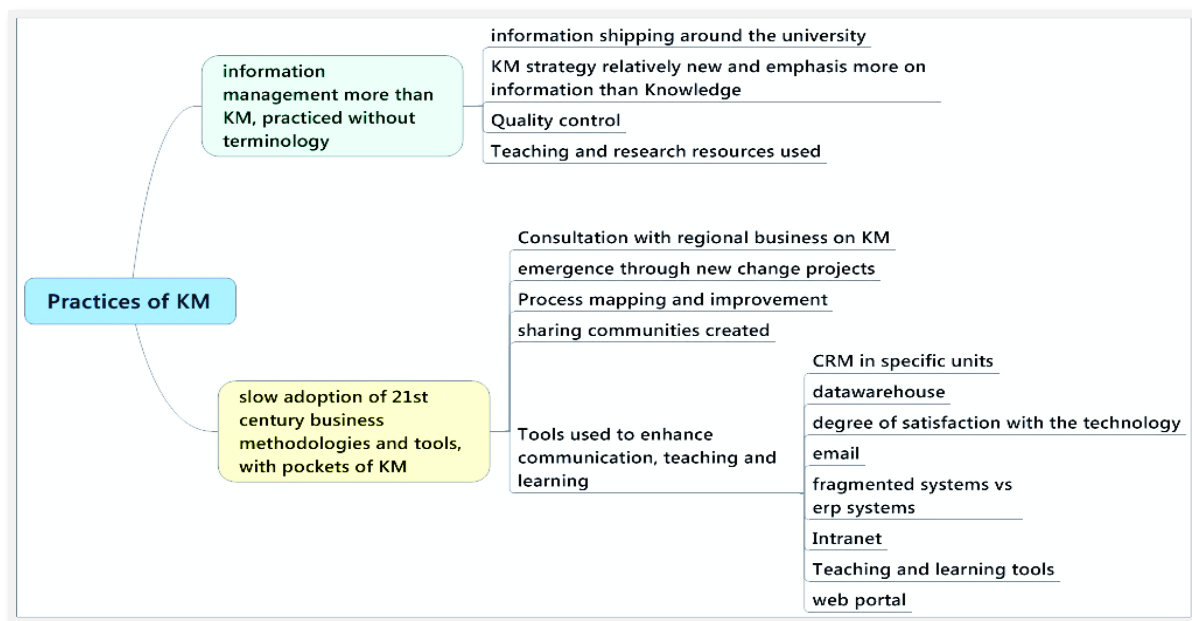 information shipping around the university
KM strategy relatively new and emphasis more on
information than Knowledge
Quality control
Teaching and research resources used
information
management more than
KM, practiced without
terminology
Practices of KM
slow adoption of 21st
century business
methodologies and tools,
with pockets of KM
Consultation with regional business on KM
emergence through new change projects
Process mapping and improvement
sharing communities created
Tools used to enhance
communication, teaching and
learning
CRM in specific units
datawarehouse
degree of satisfaction with the technology
email
fragmented systems vs
erp systems
Intranet
Teaching and learning tools
web portal